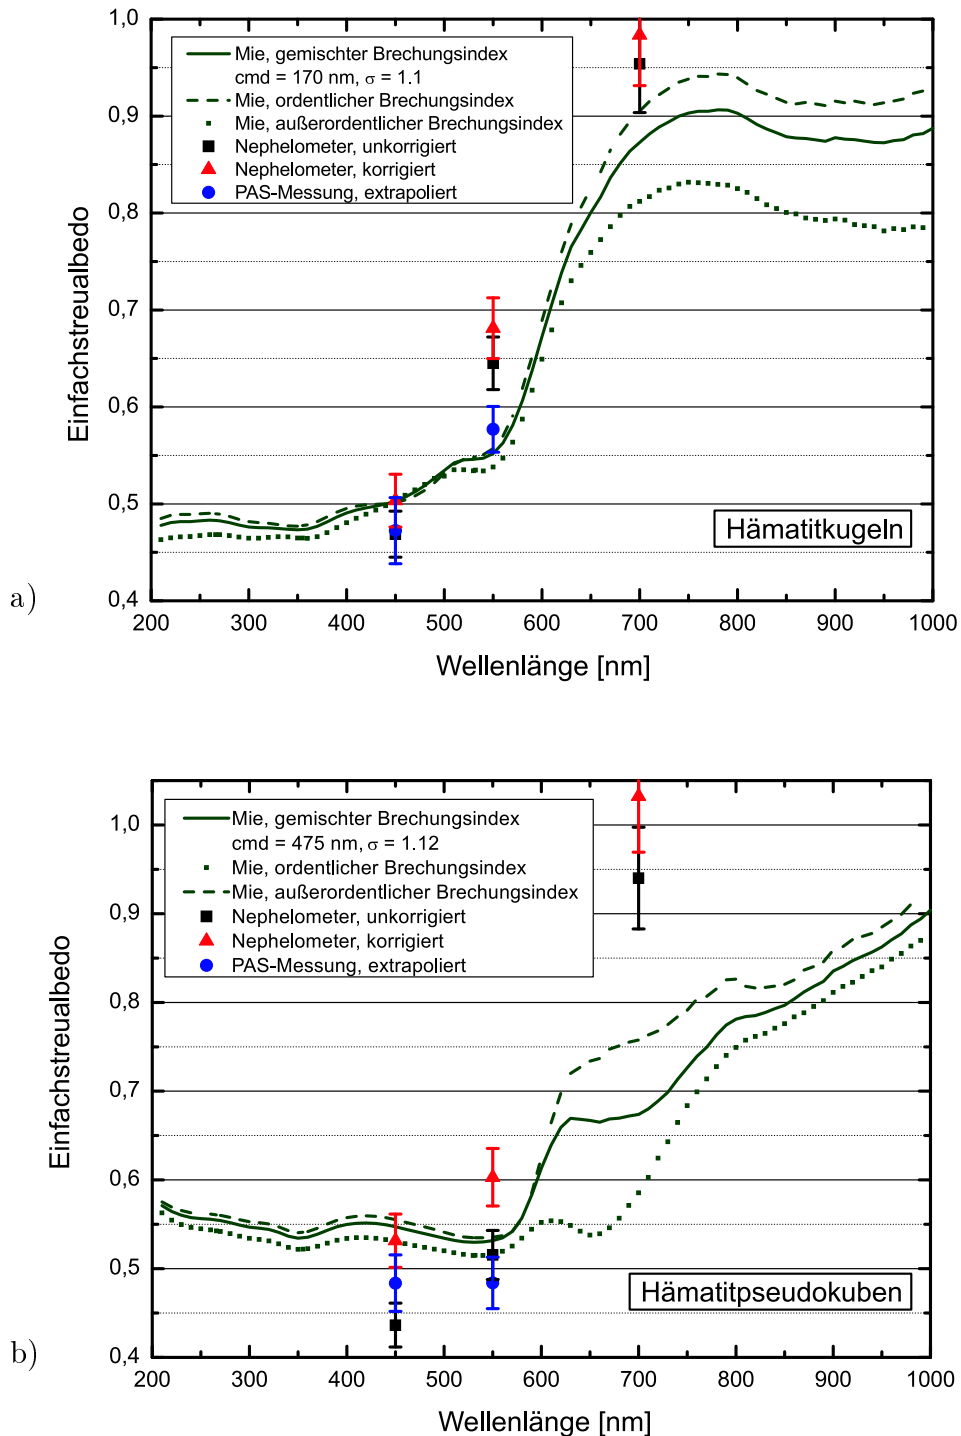 1,0
0,9
0,8
0,7
0,6
0,5
0,4
Einfachstreualbedo
Mie, gemischter Brechungsindex
cmd = 170 nm, σ = 1.1
Mie, ordentlicher Brechungsindex
Mie, außerordentlicher Brechungsindex
Nephelometer, unkorrigiert
Nephelometer, korrigiert
PAS-Messung, extrapoliert
Hämatitkugeln
a)
200 300 400 500 600 700 800 900 1000
Wellenlänge [nm]
1,0
0,9
0,8
0,7
0,6
0,5
0,4
Einfachstreualbedo
Mie, gemischter Brechungsindex
cmd = 475 nm, σ = 1.12
Mie, ordentlicher Brechungsindex
Mie, außerordentlicher Brechungsindex
Nephelometer, unkorrigiert
Nephelometer, korrigiert
PAS-Messung, extrapoliert
Hämatitpseudokuben
b)
200 300 400 500 600 700 800 900 1000
Wellenlänge [nm]